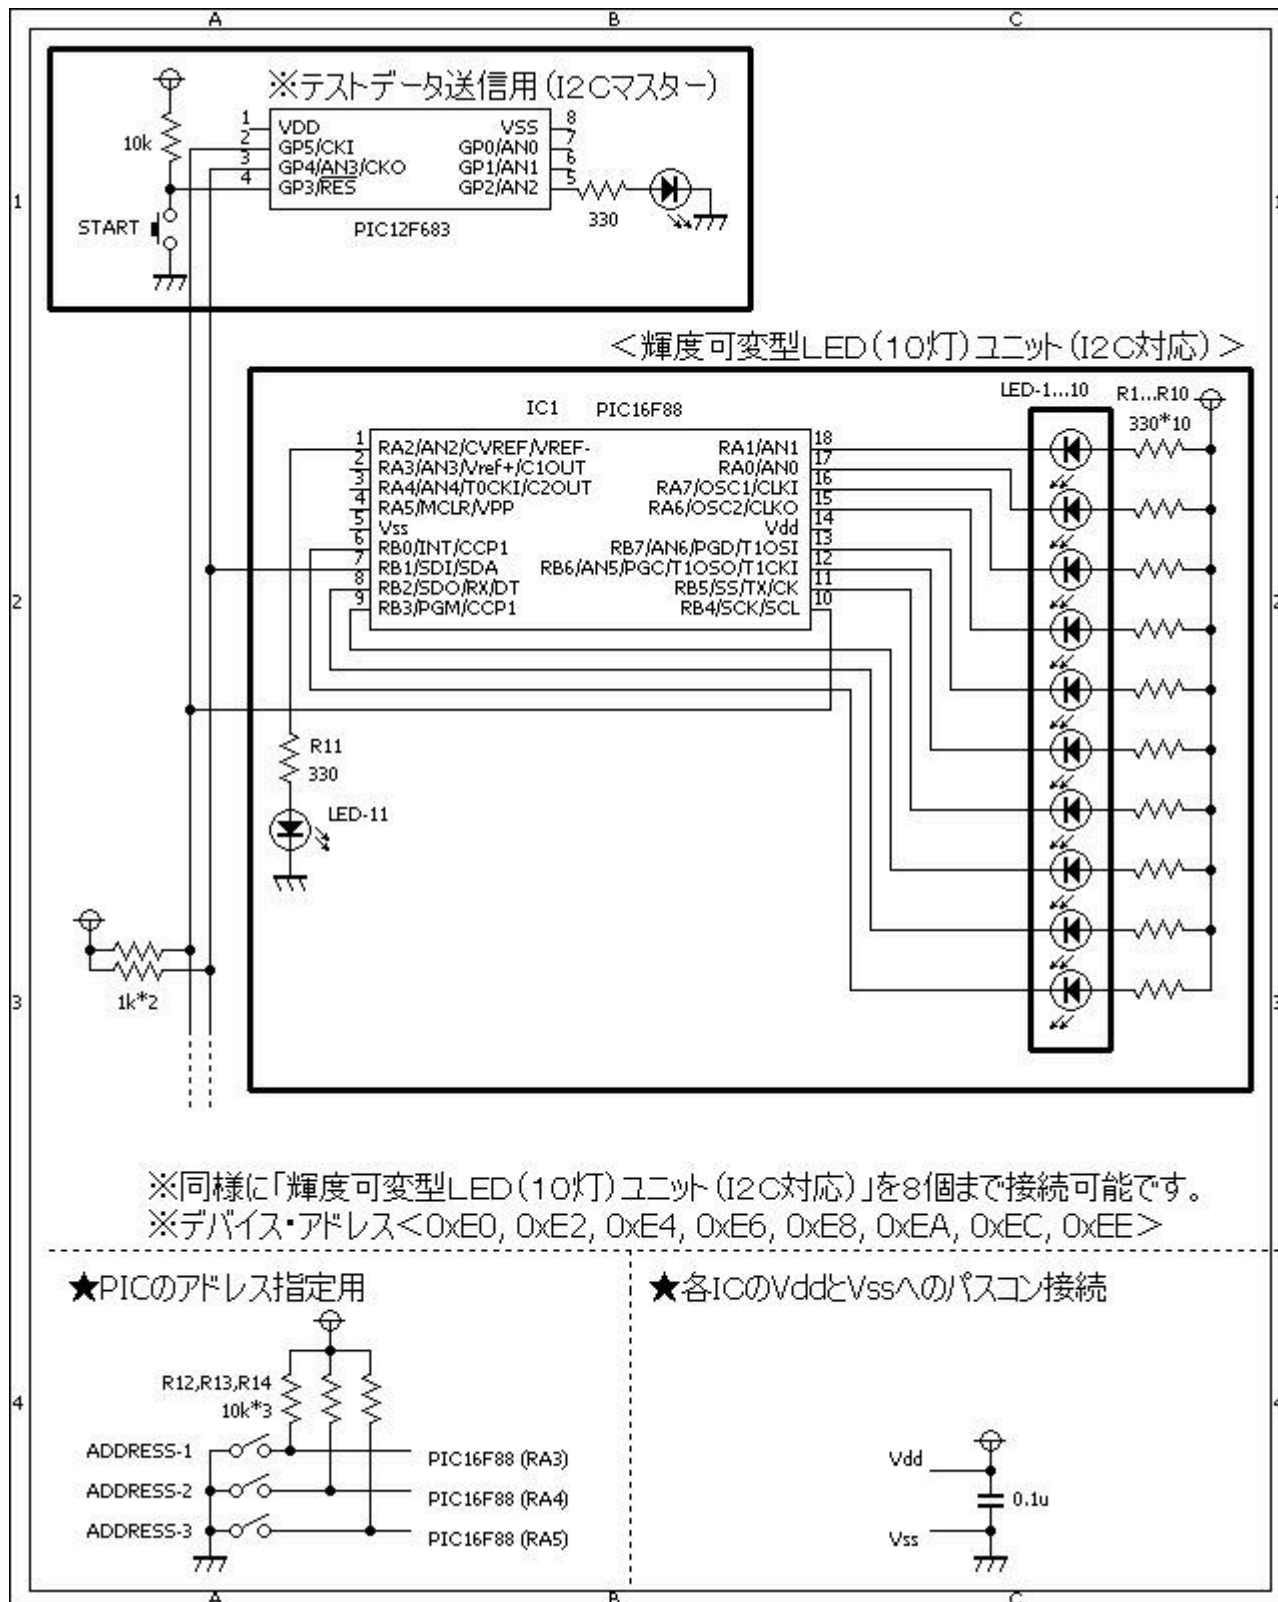 A B C
※テストデータ送信用(I2Cマスター)
10k
1 VDD VSS 8
2 GP5/CKI GP0/AN0 7
3 GP4/AN3/CKO GP1/AN1 6
4 GP3/RES GP2/AN2 5
1 1
START
PIC12F683
330
<輝度可変型LED(10灯)ユニット(I2C対応)>
LED-1...10 R1...R10
330*10
IC1 PIC16F88
1 RA2/AN2/CVREF/VREF- RA1/AN1 18
2 RA3/AN3/Vref+/C1OUT RA0/AN0 17
3 RA4/AN4/T0CKI/C2OUT RA7/OSC1/CLKI 16
4 RA5/MCLR/VPP RA6/OSC2/CLKO 15
5 Vss Vdd 14
6 RB0/INT/CCP1 RB7/AN6/PGD/T1OSI 13
7 RB1/SDI/SDA RB6/AN5/PGC/T1OSO/T1CKI 12
8 RB2/SDO/RX/DT RB5/SS/TX/CK 11
9 RB3/PGM/CCP1 RB4/SCK/SCL 10
2 2
R11
330
LED-11
1k*2
3 3
※同様に「輝度可変型LED(10灯)ユニット(I2C対応)」を8個まで接続可能です。
※デバイス・アドレス<0xE0, 0xE2, 0xE4, 0xE6, 0xE8, 0xEA, 0xEC, 0xEE>
★PICのアドレス指定用
R12,R13,R14
10k*3
ADDRESS-1 PIC16F88 (RA3)
ADDRESS-2 PIC16F88 (RA4)
ADDRESS-3 PIC16F88 (RA5)
★各ICのVddとVssへのパスコン接続
4 4
Vdd
0.1u
Vss
A B C